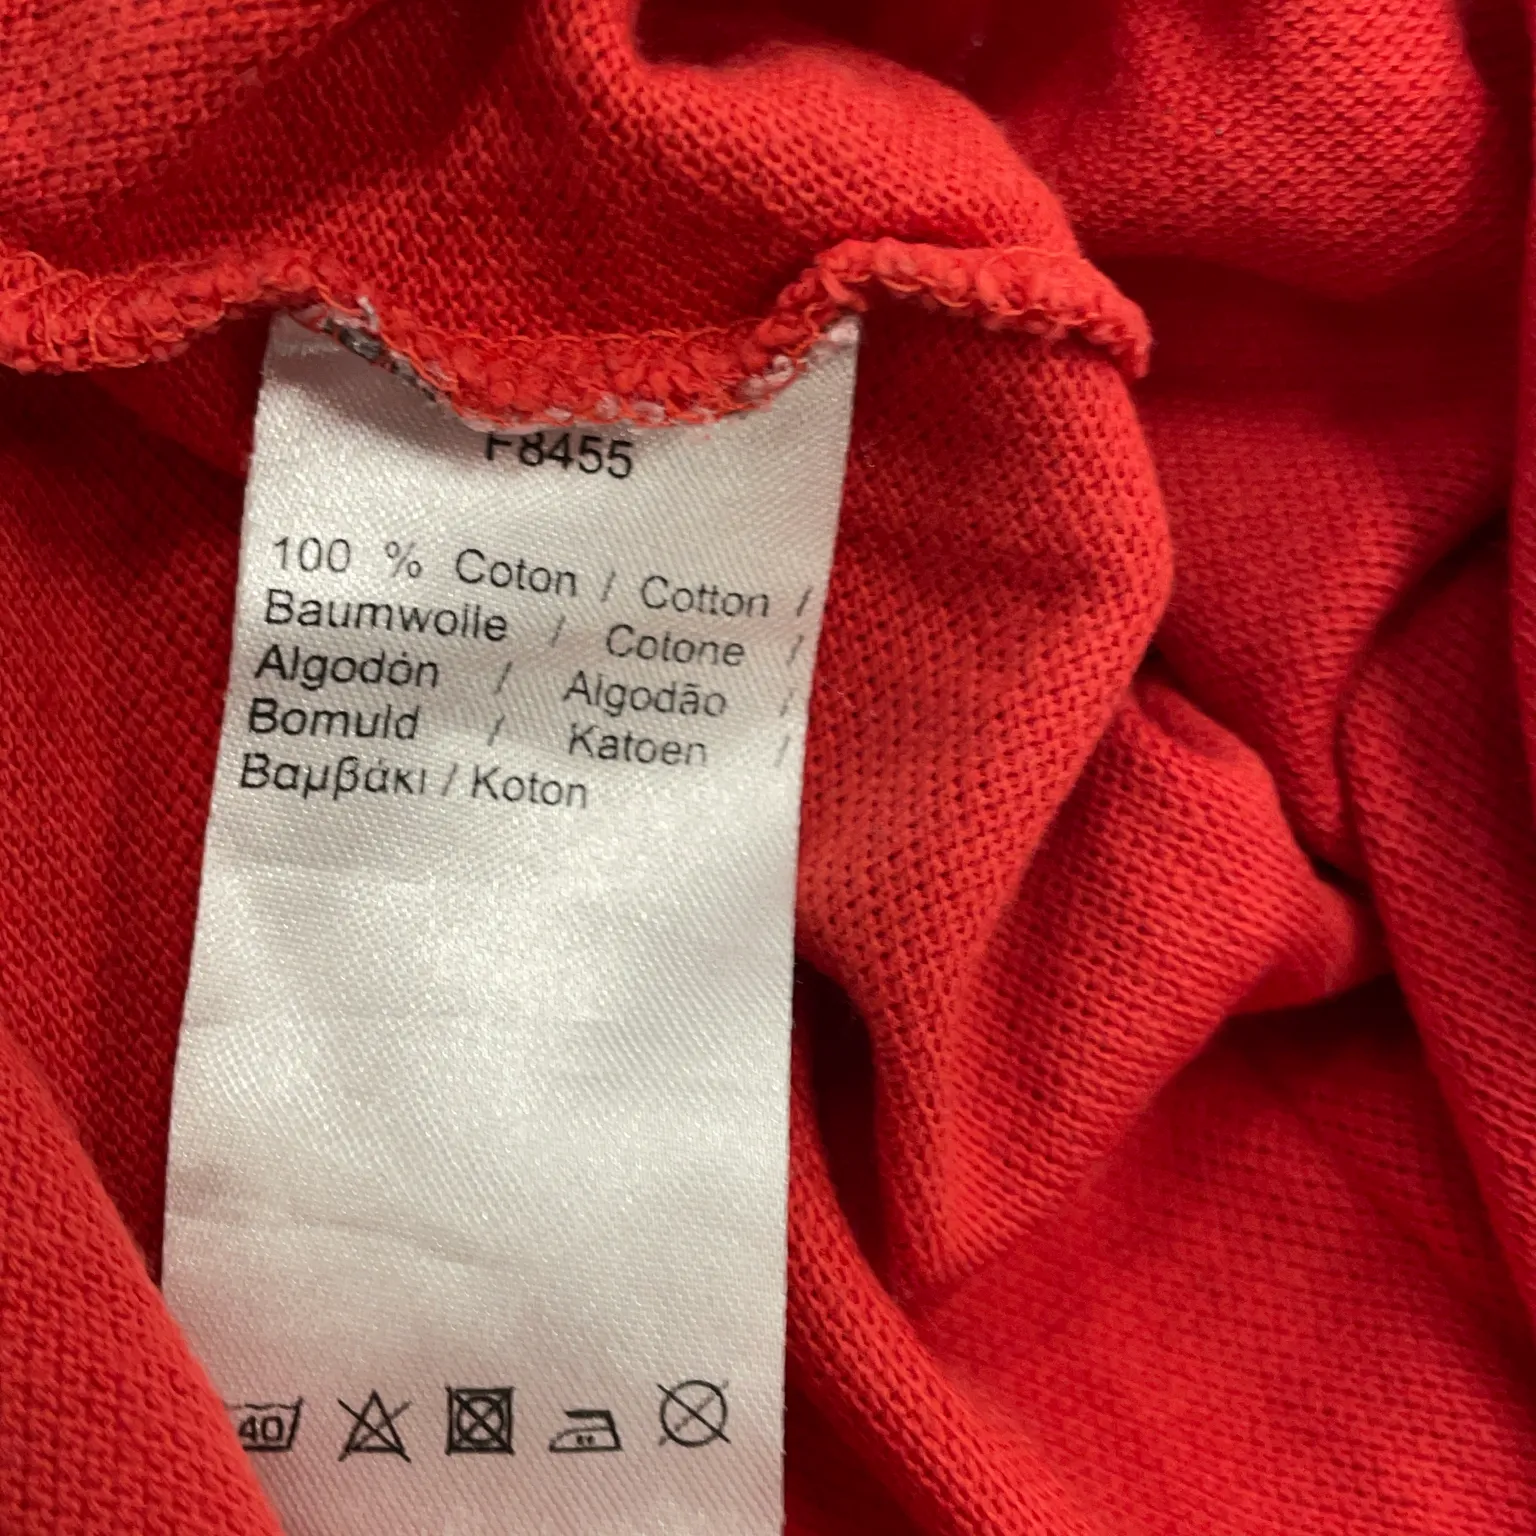 F8455
100 % Coton / Cotton /
Baumwolle / Cotone /
Algodón / Algodão /
Bomuld / Katoen /
Βαμβάκι / Koton
40